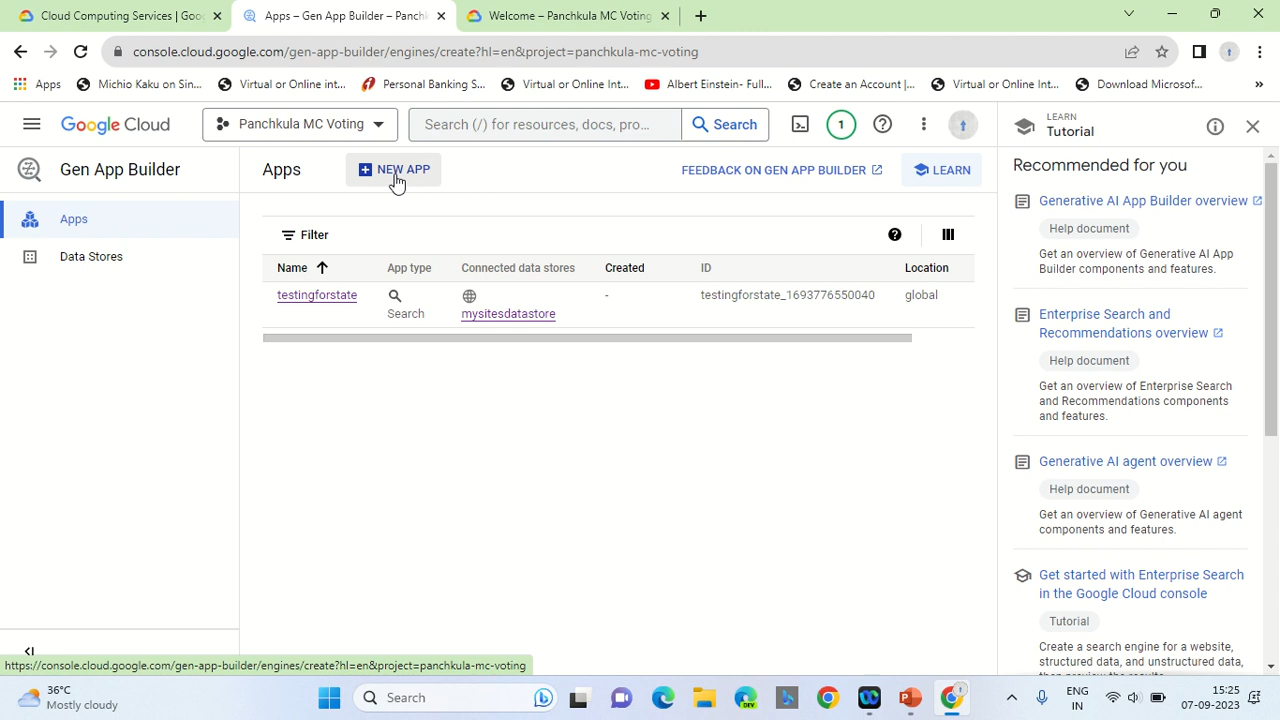 Cloud Computing Services | Goo
Apps – Gen App Builder – Panchk
Welcome – Panchkula MC Voting
console.cloud.google.com/gen-app-builder/engines/create?hl=en&project=panchkula-mc-voting
Apps
Michio Kaku on Sin...
Virtual or Online int...
Personal Banking S...
Virtual or Online Int...
Albert Einstein- Full...
Create an Account |...
Virtual or Online Int...
Download Microsof...
»
Google Cloud
Panchkula MC Voting
Search (/) for resources, docs, pro...
Search
1
LEARN
Tutorial
Gen App Builder
Apps
NEW APP
FEEDBACK ON GEN APP BUILDER
LEARN
Apps
Data Stores
Filter
Name
App type
Connected data stores
Created
ID
Location
testingforstate
Search
mysitesdatastore
-
testingforstate_1693776550040
global
Recommended for you
Generative AI App Builder overview
Help document
Get an overview of Generative AI App
Builder components and features.
Enterprise Search and
Recommendations overview
Help document
Get an overview of Enterprise Search
and Recommendations components
and features.
Generative AI agent overview
Help document
Get an overview of Generative AI agent
components and features.
Get started with Enterprise Search
in the Google Cloud console
Tutorial
Create a search engine for a website,
structured data, and unstructured data,
https://console.cloud.google.com/gen-app-builder/engines/create?hl=en&project=panchkula-mc-voting
36°C
Mostly cloudy
Search
DEV
ENG
IN
15:25
07-09-2023